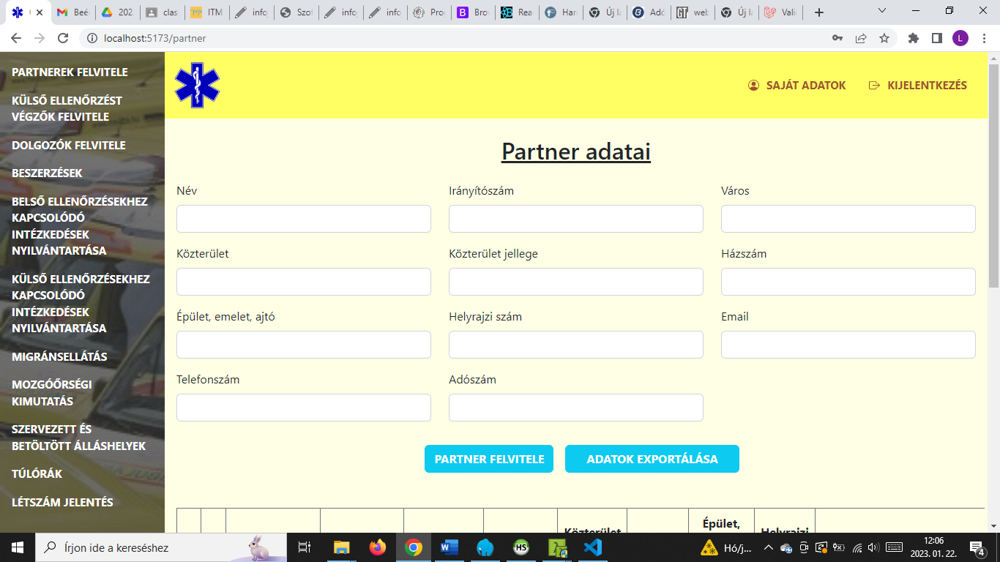 Beé
202
clas
ITM
info
Szof
info
info
Pro
Bro
Rea
Har
Új la
Adó
web
Új la
Vali
localhost:5173/partner
L
PARTNEREK FELVITELE
KÜLSŐ ELLENŐRZÉST
VÉGZŐK FELVITELE
DOLGOZÓK FELVITELE
BESZERZÉSEK
BELSŐ ELLENŐRZÉSEKHEZ
KAPCSOLÓDÓ
INTÉZKEDÉSEK
NYILVÁNTARTÁSA
KÜLSŐ ELLENŐRZÉSEKHEZ
KAPCSOLÓDÓ
INTÉZKEDÉSEK
NYILVÁNTARTÁSA
MIGRÁNSELLÁTÁS
MOZGÓŐRSÉGI
KIMUTATÁS
SZERVEZETT ÉS
BETÖLTÖTT ÁLLÁSHELYEK
TÚLÓRÁK
LÉTSZÁM JELENTÉS
SAJÁT ADATOK
KIJELENTKEZÉS
Partner adatai
Név
Irányítószám
Város
Közterület
Közterület jellege
Házszám
Épület, emelet, ajtó
Helyrajzi szám
Email
Telefonszám
Adószám
PARTNER FELVITELE
ADATOK EXPORTÁLÁSA
Közterület
Épület,
Helyrajzi
Írjon ide a kereséshez
Hó/j...
12:06
2023. 01. 22.
4